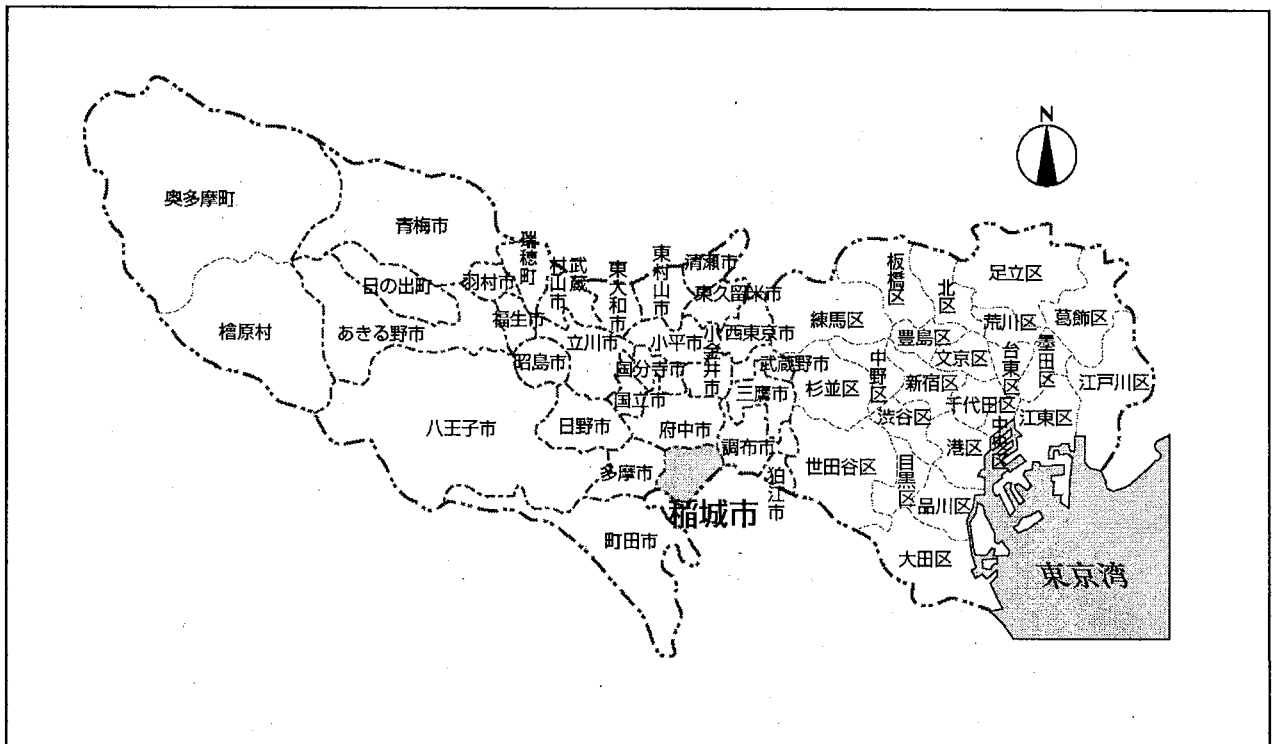 N
奥多摩町
青梅市
瑞穂町
武蔵
村山市
東大和市
東村山市
清瀬市
板橋区
北区
足立区
日の出町
羽村市
東久留米市
練馬区
豊島区
荒川区
葛飾区
檜原村
あきる野市
福生市
立川市
小平市
小金井市
西東京市
文京区
台東区
墨田区
昭島市
国分寺市
武蔵野市
中野区
新宿区
江戸川区
国立市
三鷹市
杉並区
渋谷区
千代田区
中央区
江東区
八王子市
日野市
府中市
調布市
世田谷区
目黒区
港区
多摩市
狛江市
品川区
稲城市
町田市
大田区
東京湾